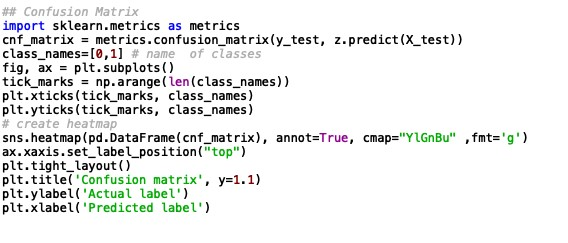 ## Confusion Matrix
import sklearn.metrics as metrics
cnf_matrix = metrics.confusion_matrix(y_test, z.predict(X_test))
class_names=[0,1] # name  of classes
fig, ax = plt.subplots()
tick_marks = np.arange(len(class_names))
plt.xticks(tick_marks, class_names)
plt.yticks(tick_marks, class_names)
# create heatmap
sns.heatmap(pd.DataFrame(cnf_matrix), annot=True, cmap="YlGnBu" ,fmt='g')
ax.xaxis.set_label_position("top")
plt.tight_layout()
plt.title('Confusion matrix', y=1.1)
plt.ylabel('Actual label')
plt.xlabel('Predicted label')